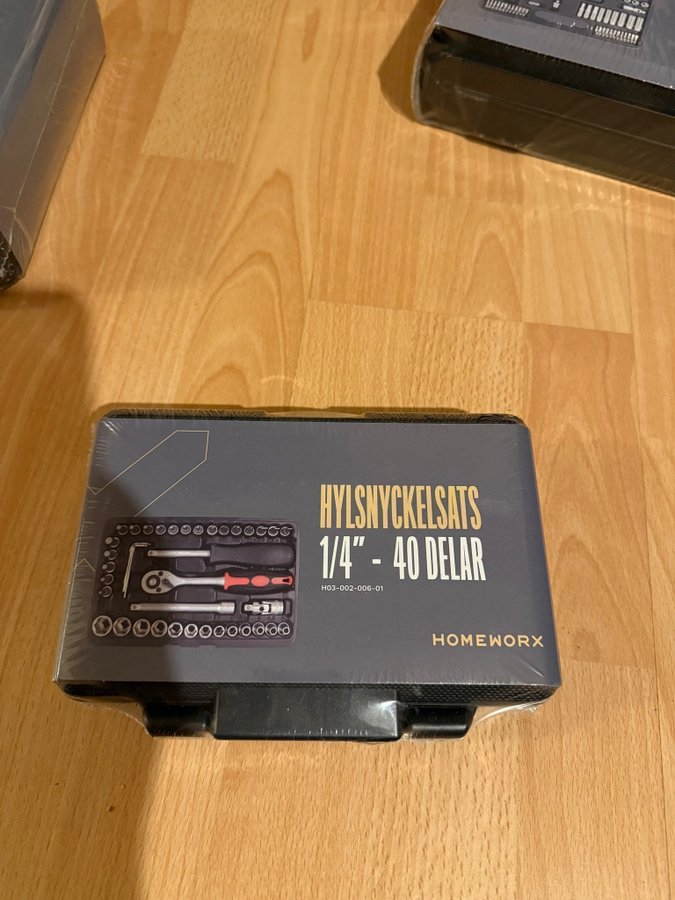 HYLSNYCKELSATS
1/4" - 40 DELAR
H03-002-006-01
HOMEWORX